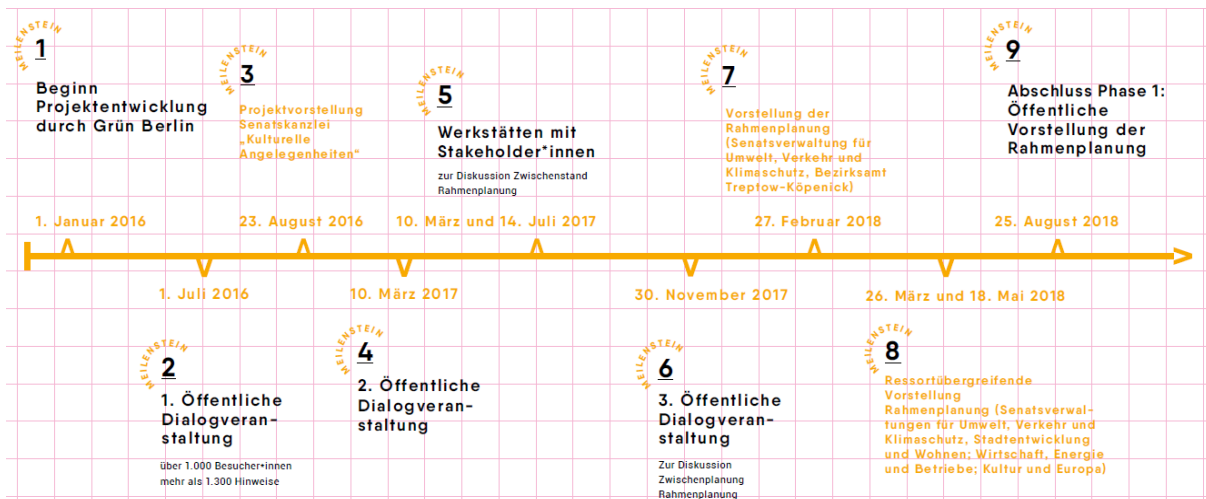 MEILENSTEIN
1
Beginn
Projektentwicklung
durch Grün Berlin
MEILENSTEIN
3
Projektvorstellung
Senatskanzlei
„Kulturelle
Angelegenheiten“
MEILENSTEIN
5
Werkstätten mit
Stakeholder*innen
zur Diskussion Zwischenstand
Rahmenplanung
MEILENSTEIN
7
Vorstellung der
Rahmenplanung
(Senatsverwaltung für
Umwelt, Verkehr und
Klimaschutz, Bezirksamt
Treptow-Köpenick)
MEILENSTEIN
9
Abschluss Phase 1:
Öffentliche
Vorstellung der
Rahmenplanung
1. Januar 2016
23. August 2016
10. März und 14. Juli 2017
27. Februar 2018
25. August 2018
1. Juli 2016
10. März 2017
30. November 2017
26. März und 18. Mai 2018
MEILENSTEIN
2
1. Öffentliche
Dialogveran-
staltung
über 1.000 Besucher*innen
mehr als 1.300 Hinweise
MEILENSTEIN
4
2. Öffentliche
Dialogveran-
staltung
MEILENSTEIN
6
3. Öffentliche
Dialogveran-
staltung
Zur Diskussion
Zwischenplanung
Rahmenplanung
MEILENSTEIN
8
Ressortübergreifende
Vorstellung
Rahmenplanung (Senatsverwal-
tungen für Umwelt, Verkehr und
Klimaschutz, Stadtentwicklung
und Wohnen; Wirtschaft, Energie
und Betriebe; Kultur und Europa)